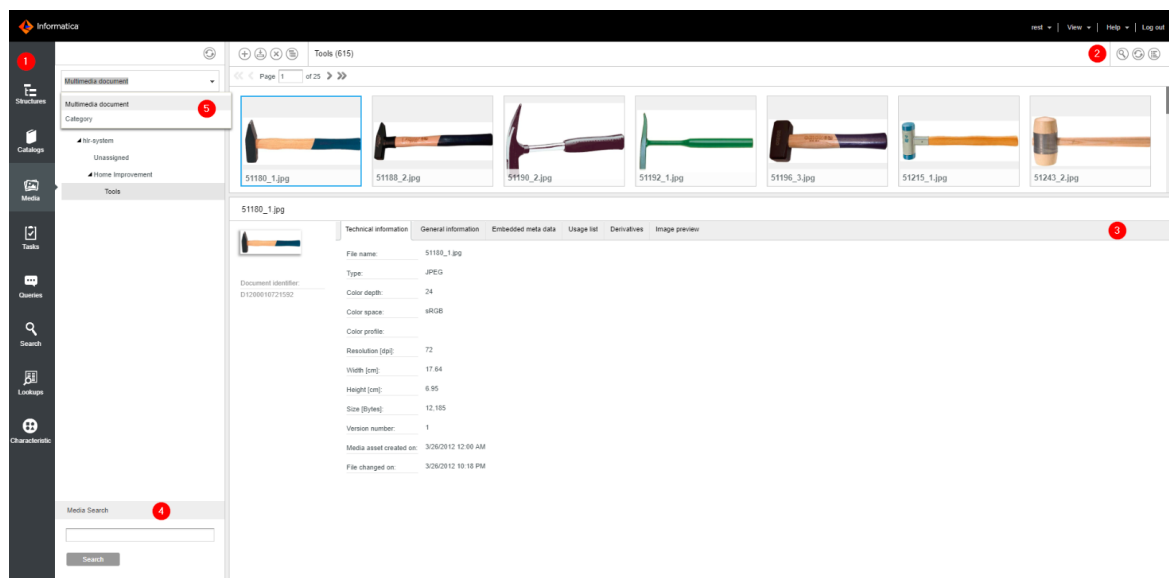 Informatica
rest
View
Help
Log out
1
Structures
Catalogs
Media
Tasks
Queries
Search
Lookups
Characteristic
Multimedia document
Multimedia document
5
Category
hlr-system
Unassigned
Home Improvement
Tools
Media Search
4
Search
Tools (615)
2
Page 1 of 25
51180_1.jpg
51188_2.jpg
51190_2.jpg
51192_1.jpg
51196_3.jpg
51215_1.jpg
51243_2.jpg
51180_1.jpg
Document identifier:
D1200010721592
Technical information General information Embedded meta data Usage list Derivatives Image preview
3
File name: 51180_1.jpg
Type: JPEG
Color depth: 24
Color space: sRGB
Color profile:
Resolution [dpi]: 72
Width [cm]: 17.64
Height [cm]: 6.95
Size [Bytes]: 12,185
Version number: 1
Media asset created on: 3/26/2012 12:00 AM
File changed on: 3/26/2012 10:18 PM